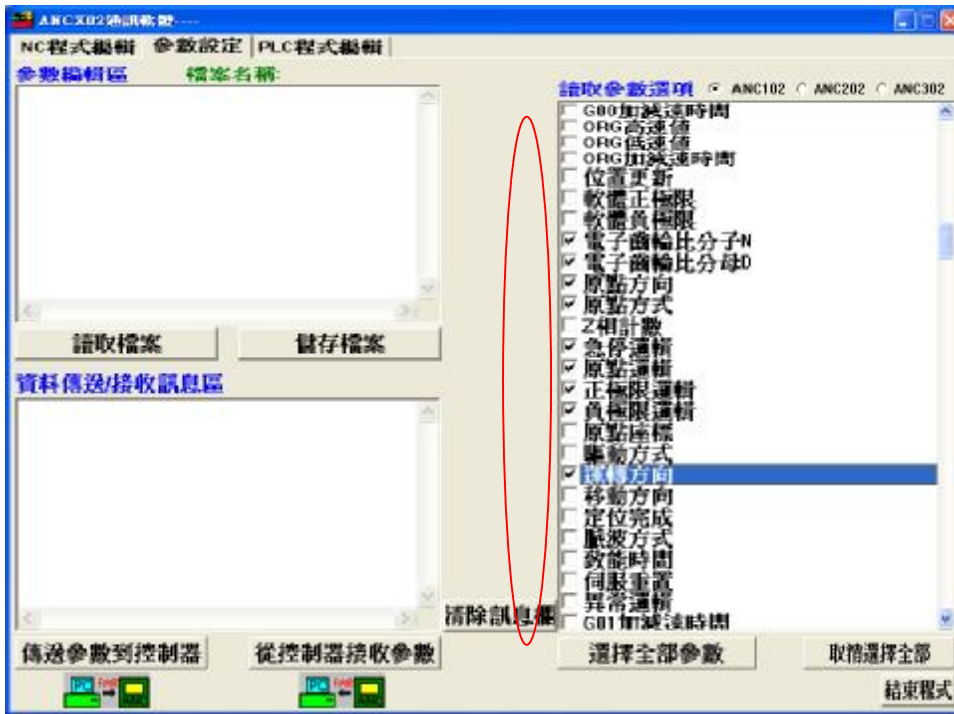 ANCX02通訊軟體----
NC程式編輯 參數設定 PLC程式編輯
參數編輯區 檔案名稱:
讀取檔案 儲存檔案
資料傳送/接收訊息區
清除訊息欄
傳送參數到控制器 從控制器接收參數
讀取參數選項 ANC102 ANC202 ANC302
G00加減速時間
ORG高速值
ORG低速值
ORG加減速時間
位置更新
軟體正極限
軟體負極限
電子齒輪比分子N
電子齒輪比分母D
原點方向
原點方式
Z相計數
急停邏輯
原點邏輯
正極限邏輯
負極限邏輯
原點座標
驅動方式
運轉方向
移動方向
定位完成
脈波方式
致能時間
伺服重置
異常邏輯
G01加減速時間
選擇全部參數 取消選擇全部
結束程式